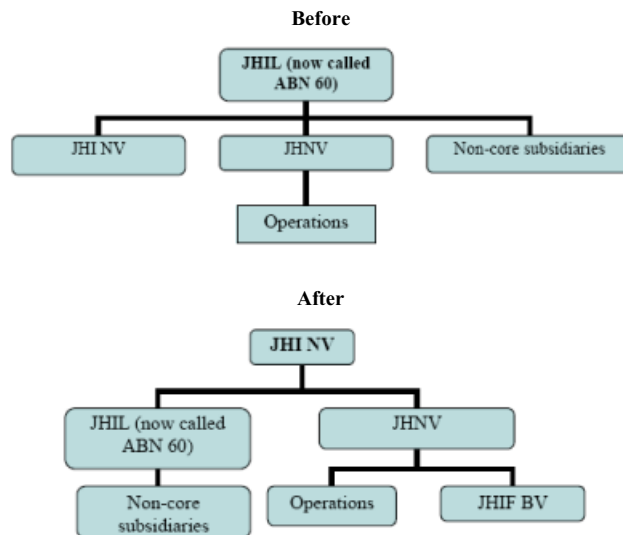 Before
JHIL (now called
ABN 60)
JHI NV
JHNV
Non-core subsidiaries
Operations
After
JHI NV
JHIL (now called
ABN 60)
JHNV
Non-core
subsidiaries
Operations
JHIF BV